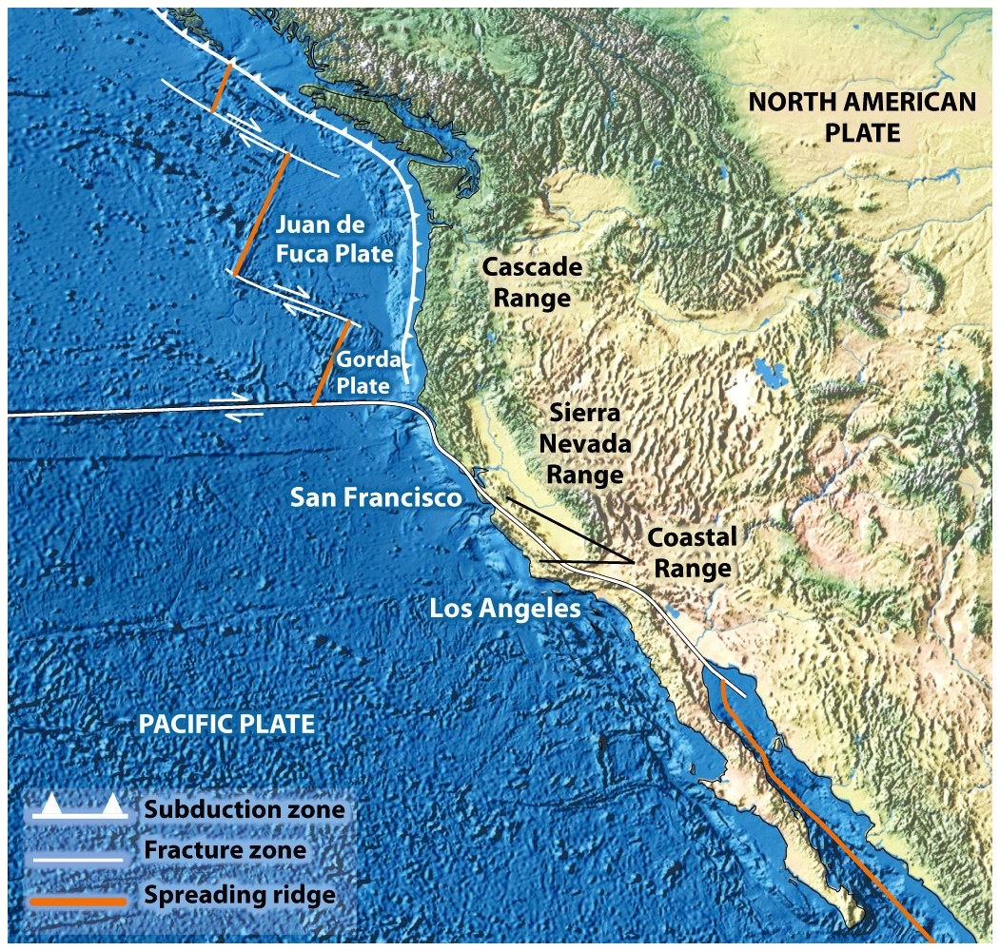 NORTH AMERICAN
PLATE
Juan de
Fuca Plate
Cascade
Range
Gorda
Plate
Sierra
Nevada
Range
San Francisco
Coastal
Range
Los Angeles
PACIFIC PLATE
Subduction zone
Fracture zone
Spreading ridge